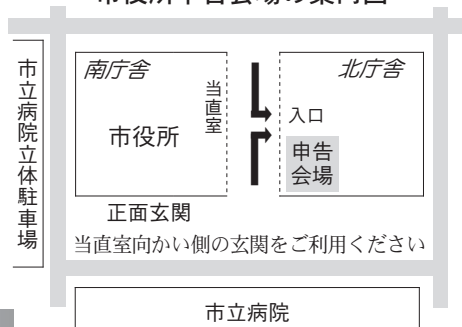 市役所申告会場の案内図
市立病院立体駐車場
南庁舎
当直室
市役所
北庁舎
入口
申告
会場
正面玄関
当直室向かい側の玄関をご利用ください
市立病院